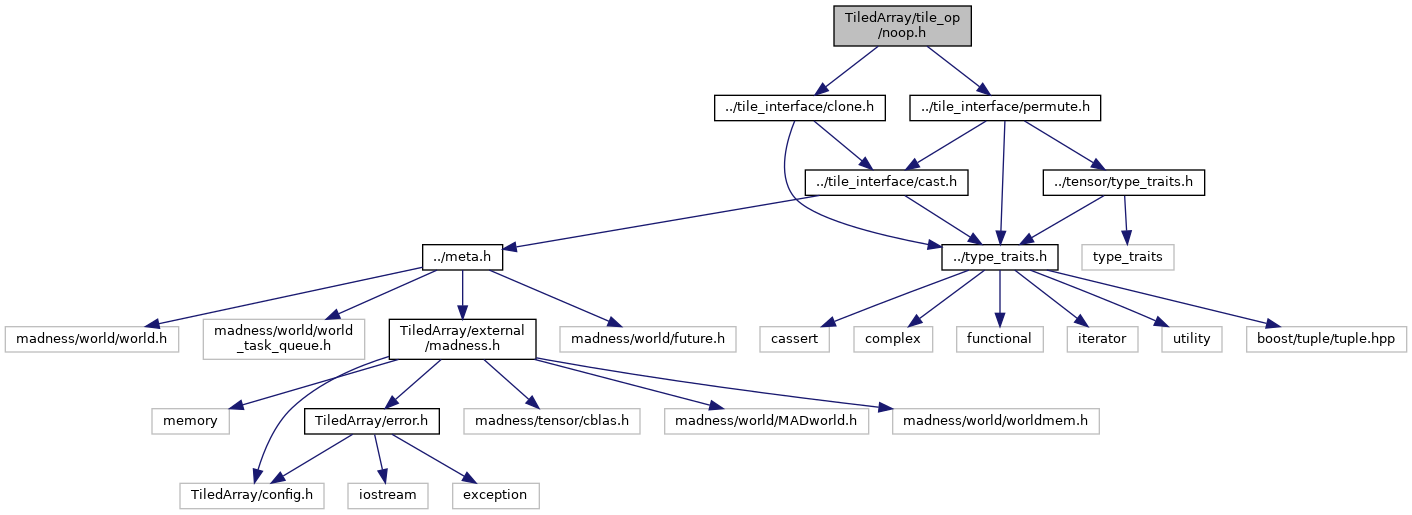 TiledArray/tile_op
/noop.h
../tile_interface/clone.h
../tile_interface/permute.h
../tile_interface/cast.h
../tensor/type_traits.h
../meta.h
../type_traits.h
type_traits
madness/world/world.h
madness/world/world
_task_queue.h
TiledArray/external
/madness.h
madness/world/future.h
cassert
complex
functional
iterator
utility
boost/tuple/tuple.hpp
memory
TiledArray/error.h
madness/tensor/cblas.h
madness/world/MADworld.h
madness/world/worldmem.h
TiledArray/config.h
iostream
exception